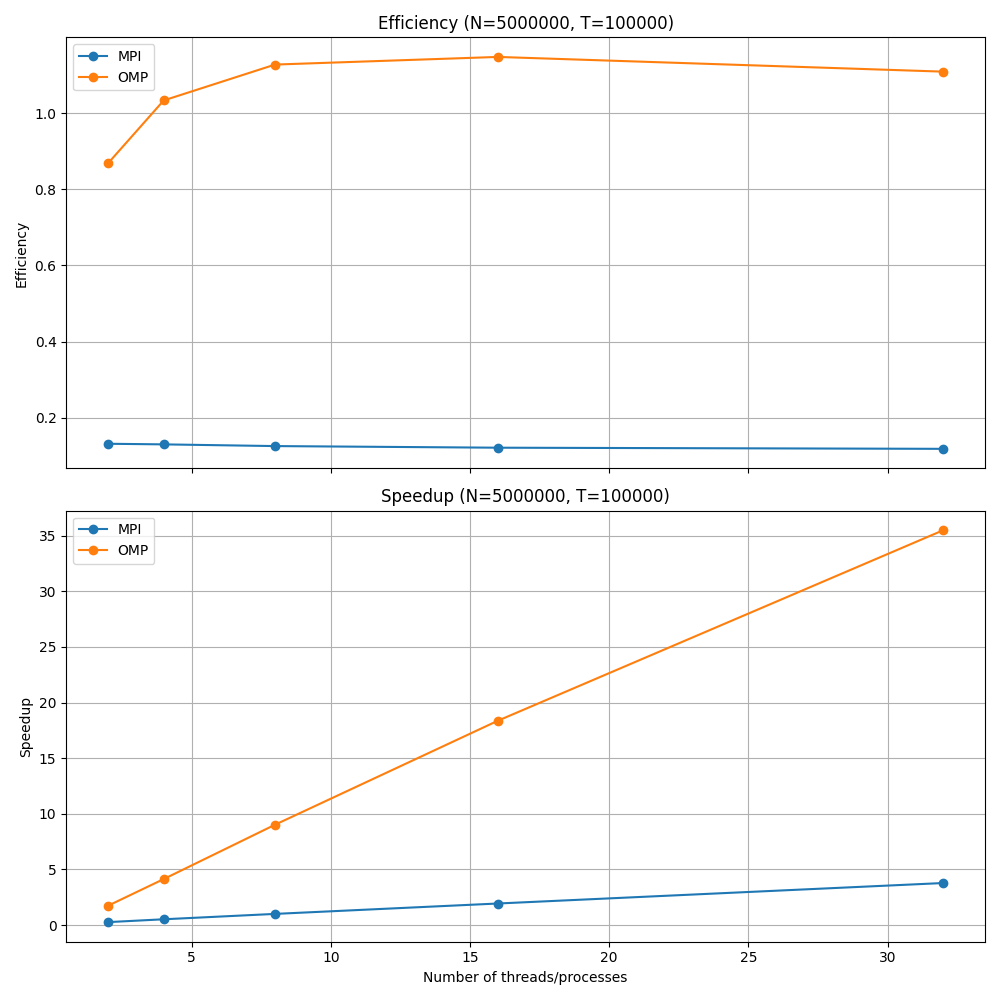 Efficiency (N=5000000, T=100000)
MPI
OMP
1.0
0.8
0.6
0.4
0.2
Efficiency
Speedup (N=5000000, T=100000)
MPI
OMP
35
30
25
20
15
10
5
0
Speedup
5 10 15 20 25 30
Number of threads/processes